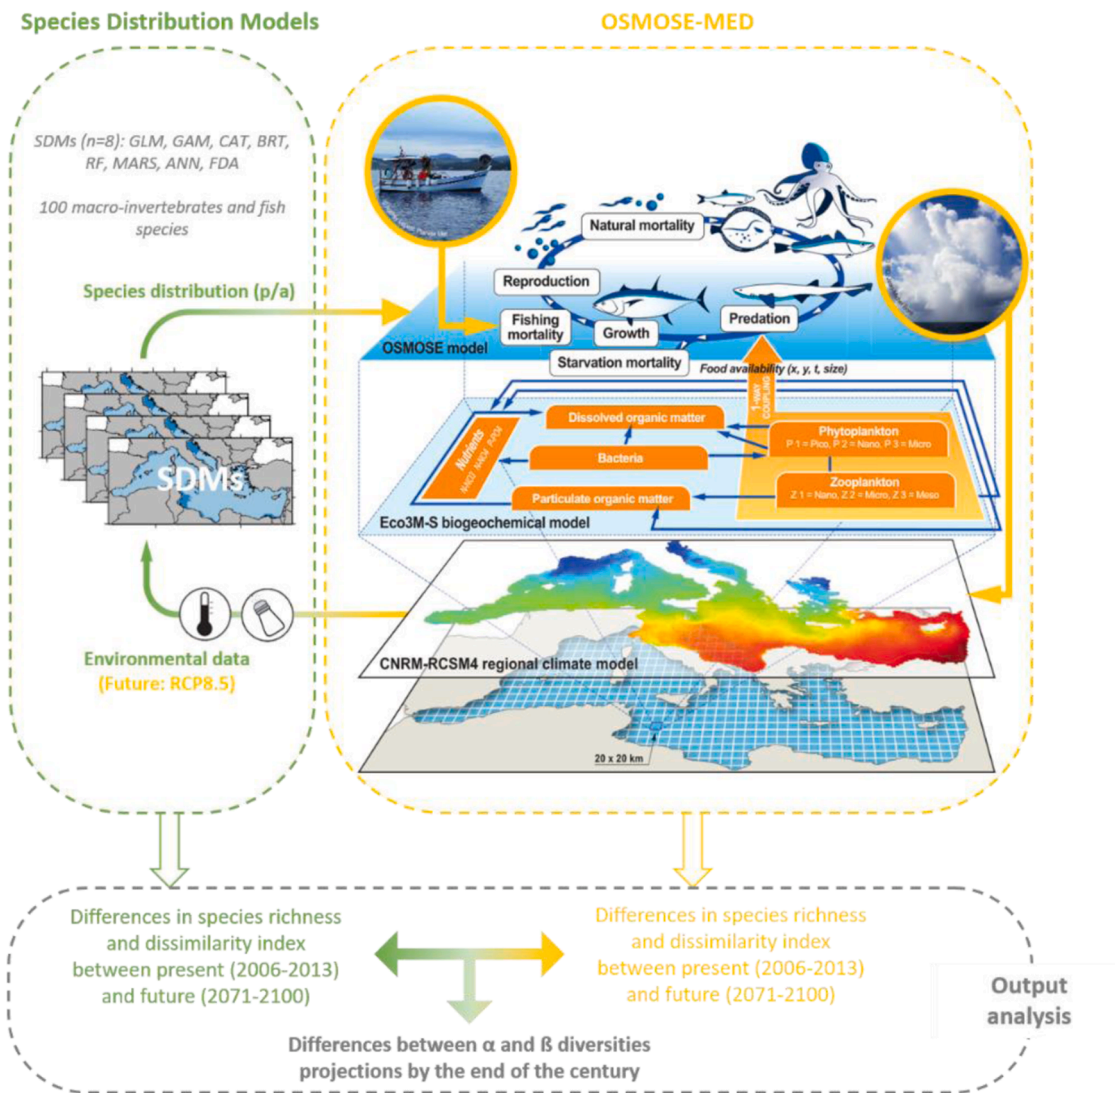 Species Distribution Models
OSMOSE-MED
SDMs (n=8): GLM, GAM, CAT, BRT,
RF, MARS, ANN, FDA
100 macro-invertebrates and fish
species
Species distribution (p/a)
SDMs
Environmental data
(Future: RCP8.5)
Natural mortality
Reproduction
Fishing
mortality
Growth
Predation
Starvation mortality
OSMOSE model
Food availability (x, y, t, size)
1-WAY
COUPLING
Dissolved organic matter
Nutrients
Bacteria
Particulate organic matter
Phytoplankton
P 1 = Pico, P 2 = Nano, P 3 = Micro
Zooplankton
Z 1 = Nano, Z 2 = Micro, Z 3 = Meso
Eco3M-S biogeochemical model
CNRM-RCSM4 regional climate model
20 x 20 km
Differences in species richness
and dissimilarity index
between present (2006-2013)
and future (2071-2100)
Differences in species richness
and dissimilarity index
between present (2006-2013)
and future (2071-2100)
Output
analysis
Differences between α and ß diversities
projections by the end of the century